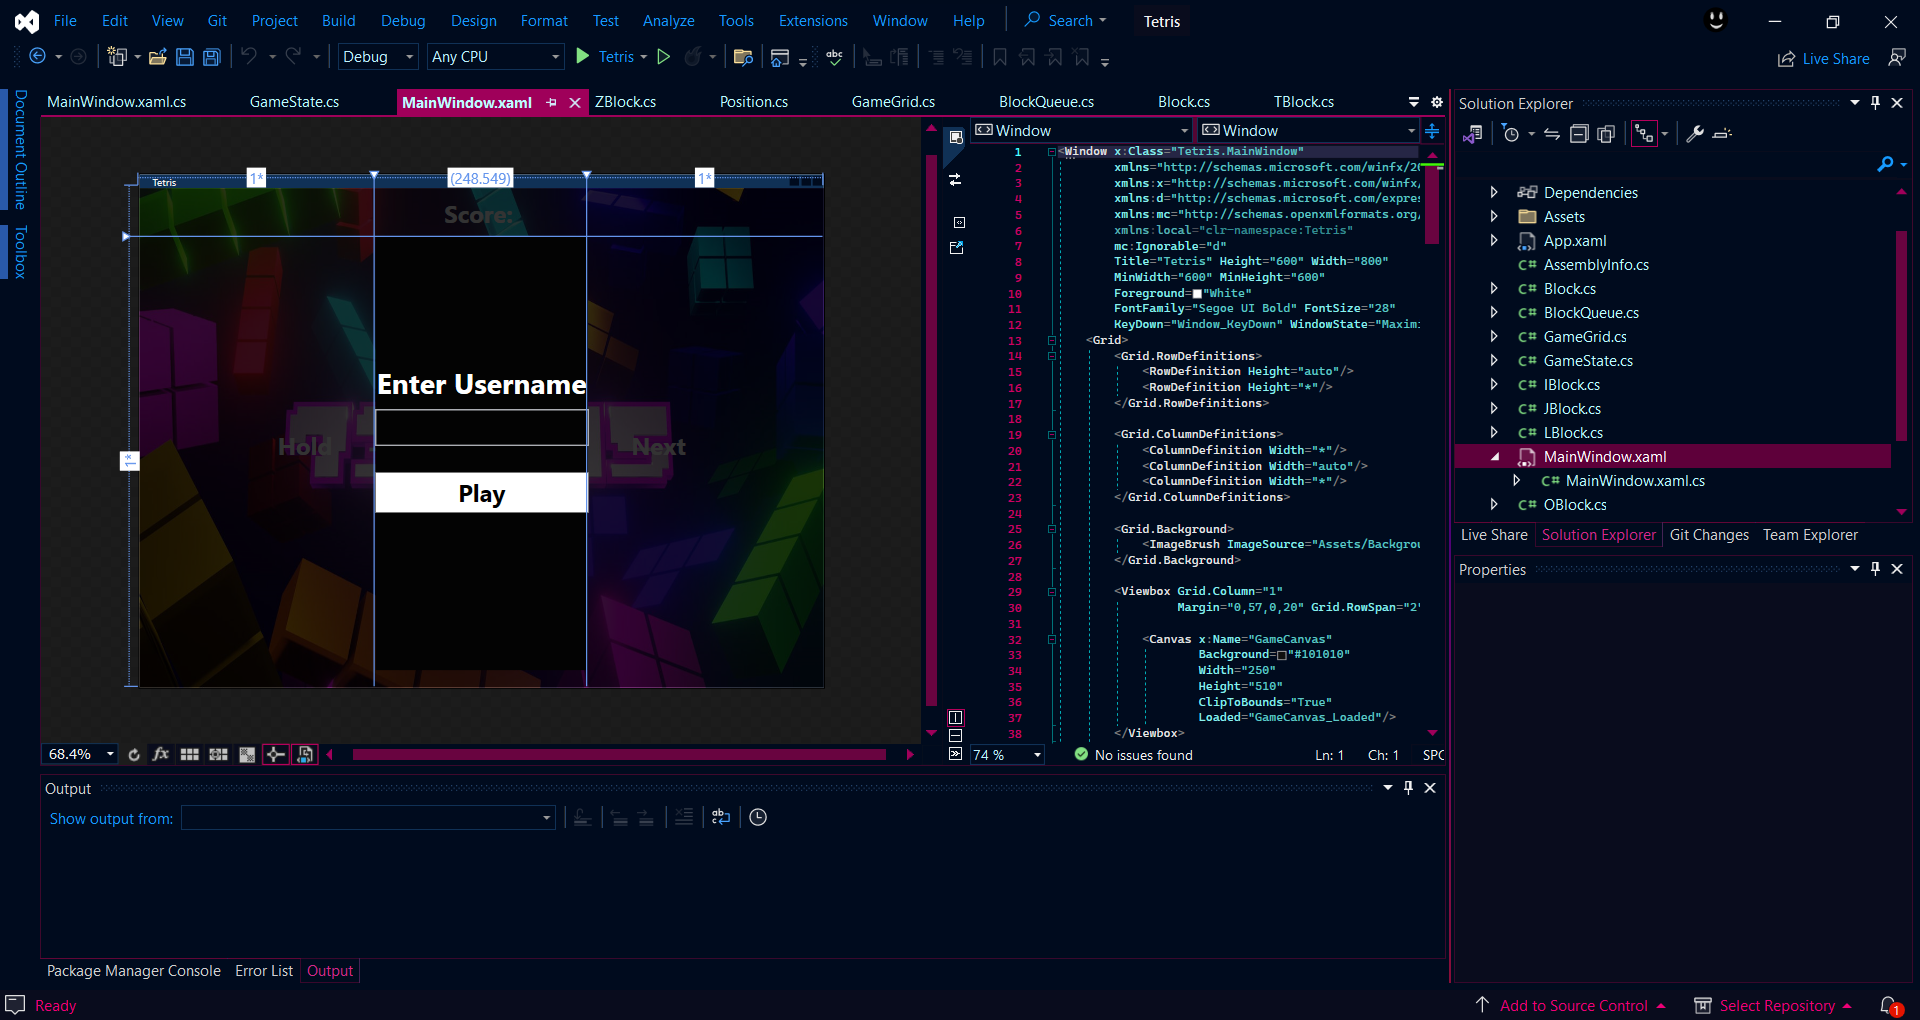 File Edit View Git Project Build Debug Design Format Test Analyze Tools Extensions Window Help Search Tetris
Debug Any CPU Tetris Live Share
Document Outline
Toolbox
MainWindow.xaml.cs GameState.cs MainWindow.xaml ZBlock.cs Position.cs GameGrid.cs BlockQueue.cs Block.cs TBlock.cs
Tetris
1* (248.549) 1*
Score:
Enter Username
Hold
Next
1*
Play
68.4%
Window Window
1 <Window x:Class="Tetris.MainWindow"
2 xmlns="http://schemas.microsoft.com/winfx/20
3 xmlns:x="http://schemas.microsoft.com/winfx/
4 xmlns:d="http://schemas.microsoft.com/expres
5 xmlns:mc="http://schemas.openxmlformats.org/
6 xmlns:local="clr-namespace:Tetris"
7 mc:Ignorable="d"
8 Title="Tetris" Height="600" Width="800"
9 MinWidth="600" MinHeight="600"
10 Foreground="White"
11 FontFamily="Segoe UI Bold" FontSize="28"
12 KeyDown="Window_KeyDown" WindowState="Maxim
13 <Grid>
14 <Grid.RowDefinitions>
15 <RowDefinition Height="auto"/>
16 <RowDefinition Height="*"/>
17 </Grid.RowDefinitions>
18
19 <Grid.ColumnDefinitions>
20 <ColumnDefinition Width="*"/>
21 <ColumnDefinition Width="auto"/>
22 <ColumnDefinition Width="*"/>
23 </Grid.ColumnDefinitions>
24
25 <Grid.Background>
26 <ImageBrush ImageSource="Assets/Backgrou
27 </Grid.Background>
28
29 <Viewbox Grid.Column="1"
30 Margin="0,57,0,20" Grid.RowSpan="2"
31
32 <Canvas x:Name="GameCanvas"
33 Background="#101010"
34 Width="250"
35 Height="510"
36 ClipToBounds="True"
37 Loaded="GameCanvas_Loaded"/>
38 </Viewbox>
74 % No issues found Ln: 1 Ch: 1 SPC
Solution Explorer
Dependencies
Assets
App.xaml
C# AssemblyInfo.cs
C# Block.cs
C# BlockQueue.cs
C# GameGrid.cs
C# GameState.cs
C# IBlock.cs
C# JBlock.cs
C# LBlock.cs
MainWindow.xaml
C# MainWindow.xaml.cs
C# OBlock.cs
Live Share Solution Explorer Git Changes Team Explorer
Properties
Output
Show output from:
Package Manager Console Error List Output
Ready Add to Source Control Select Repository 1